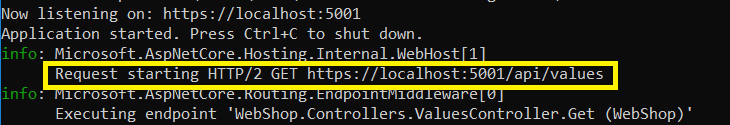 Now listening on: https://localhost:5001
Application started. Press Ctrl+C to shut down.
info: Microsoft.AspNetCore.Hosting.Internal.WebHost[1]
Request starting HTTP/2 GET https://localhost:5001/api/values
info: Microsoft.AspNetCore.Routing.EndpointMiddleware[0]
Executing endpoint 'WebShop.Controllers.ValuesController.Get (WebShop)'